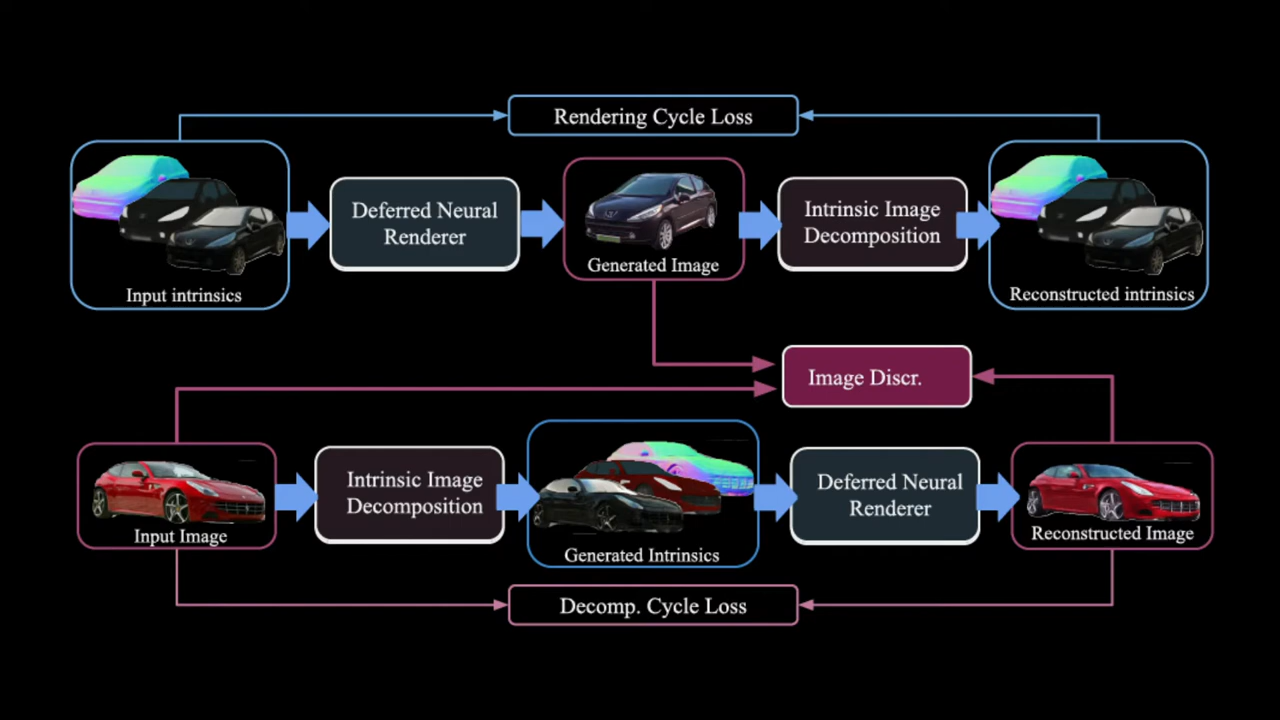 Rendering Cycle Loss
Deferred Neural
Renderer
Intrinsic Image
Decomposition
Input intrinsics
Generated Image
Reconstructed intrinsics
Image Discr.
Intrinsic Image
Decomposition
Deferred Neural
Renderer
Input Image
Generated Intrinsics
Reconstructed Image
Decomp. Cycle Loss